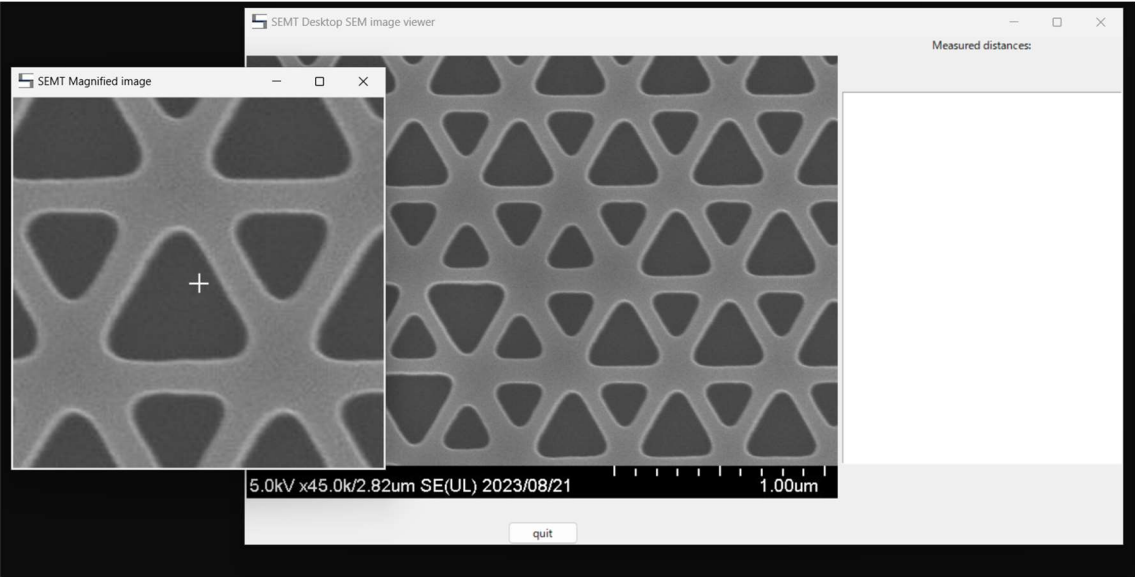 SEMT Desktop SEM image viewer
Measured distances:
SEMT Magnified image
5.0kV x45.0k/2.82um SE(UL) 2023/08/21
1.00um
quit